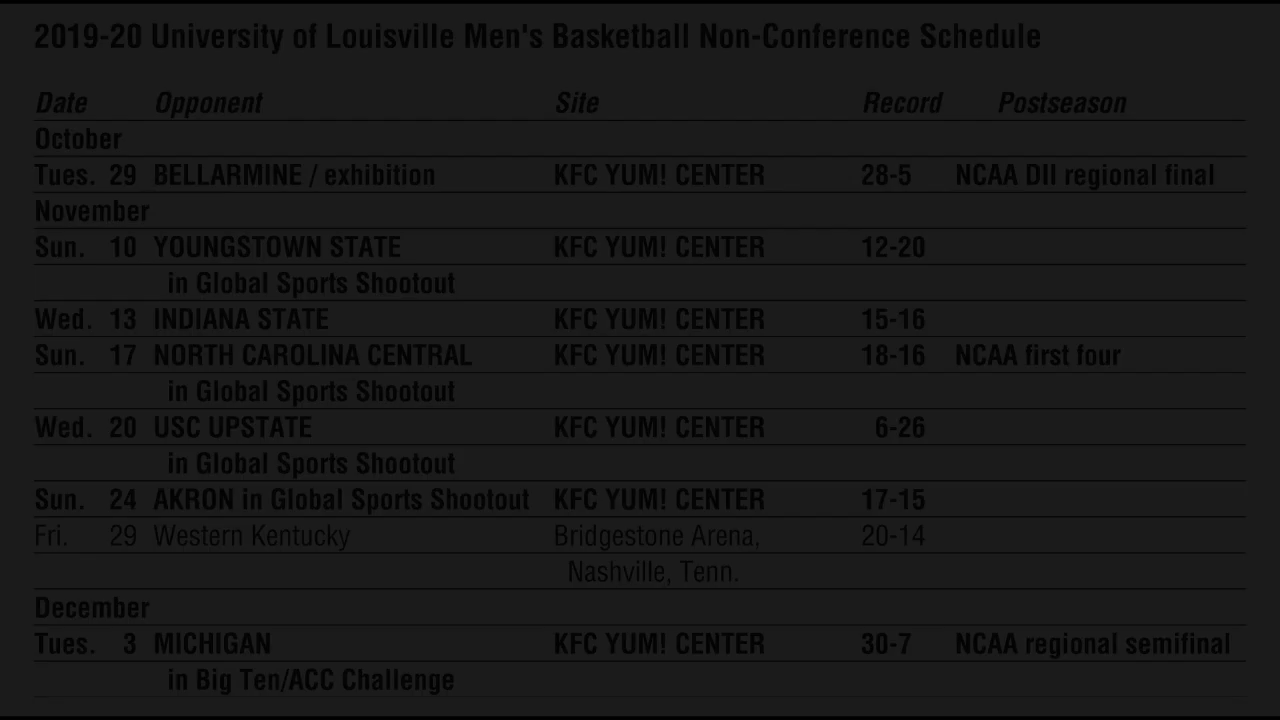 2019-20 University of Louisville Men's Basketball Non-Conference Schedule
Date Opponent Site Record Postseason
October
Tues. 29 BELLARMINE / exhibition KFC YUM! CENTER 28-5 NCAA DII regional final
November
Sun. 10 YOUNGSTOWN STATE KFC YUM! CENTER 12-20
in Global Sports Shootout
Wed. 13 INDIANA STATE KFC YUM! CENTER 15-16
Sun. 17 NORTH CAROLINA CENTRAL KFC YUM! CENTER 18-16 NCAA first four
in Global Sports Shootout
Wed. 20 USC UPSTATE KFC YUM! CENTER 6-26
in Global Sports Shootout
Sun. 24 AKRON in Global Sports Shootout KFC YUM! CENTER 17-15
Fri. 29 Western Kentucky Bridgestone Arena, 20-14
Nashville, Tenn.
December
Tues. 3 MICHIGAN KFC YUM! CENTER 30-7 NCAA regional semifinal
in Big Ten/ACC Challenge